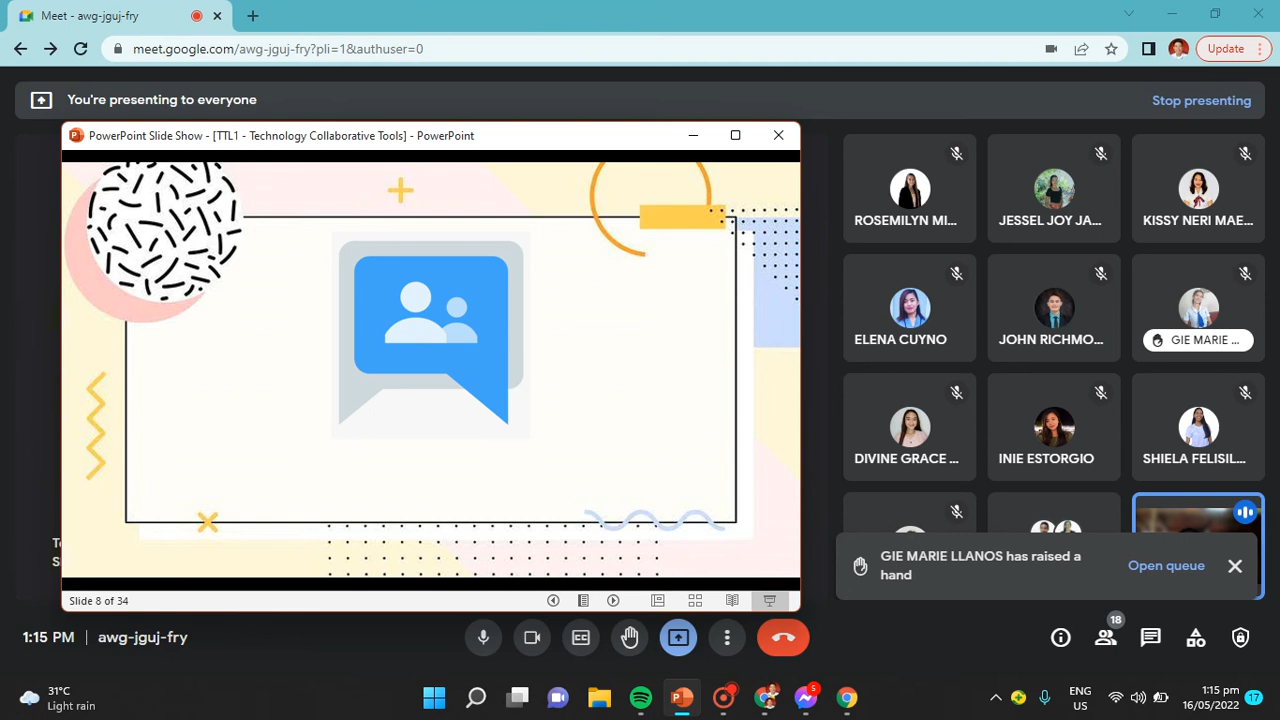 Meet - awg-jguj-fry
meet.google.com/awg-jguj-fry?pli=1&authuser=0
Update
You're presenting to everyone
Stop presenting
PowerPoint Slide Show - [TTL1 - Technology Collaborative Tools] - PowerPoint
ROSEMILYN MI...
JESSEL JOY JA...
KISSY NERI MAE...
ELENA CUYNO
JOHN RICHMO...
GIE MARIE ...
DIVINE GRACE ...
INIE ESTORGIO
SHIELA FELISIL...
GIE MARIE LLANOS has raised a
hand
Open queue
Slide 8 of 34
1:15 PM | awg-jguj-fry
18
31°C
Light rain
5
ENG
US
1:15 pm
16/05/2022
17